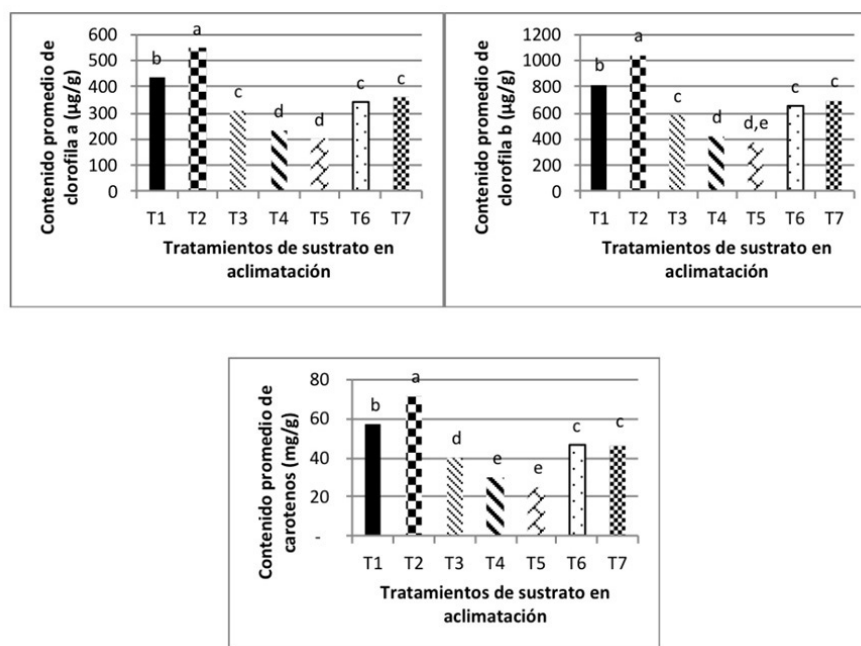 Contenido promedio de
clorofila a (µg/g)
600
500
400
300
200
100
0
b
a
c
d
d
c
c
T1 T2 T3 T4 T5 T6 T7
Tratamientos de sustrato en
aclimatación
Contenido promedio de
clorofila b (µg/g)
1200
1000
800
600
400
200
0
b
a
c
d
d,e
c
c
T1 T2 T3 T4 T5 T6 T7
Tratamientos de sustrato en
aclimatación
Contenido promedio de
carotenos (mg/g)
80
60
40
20
-
b
a
d
e
e
c
c
T1 T2 T3 T4 T5 T6 T7
Tratamientos de sustrato en
aclimatación